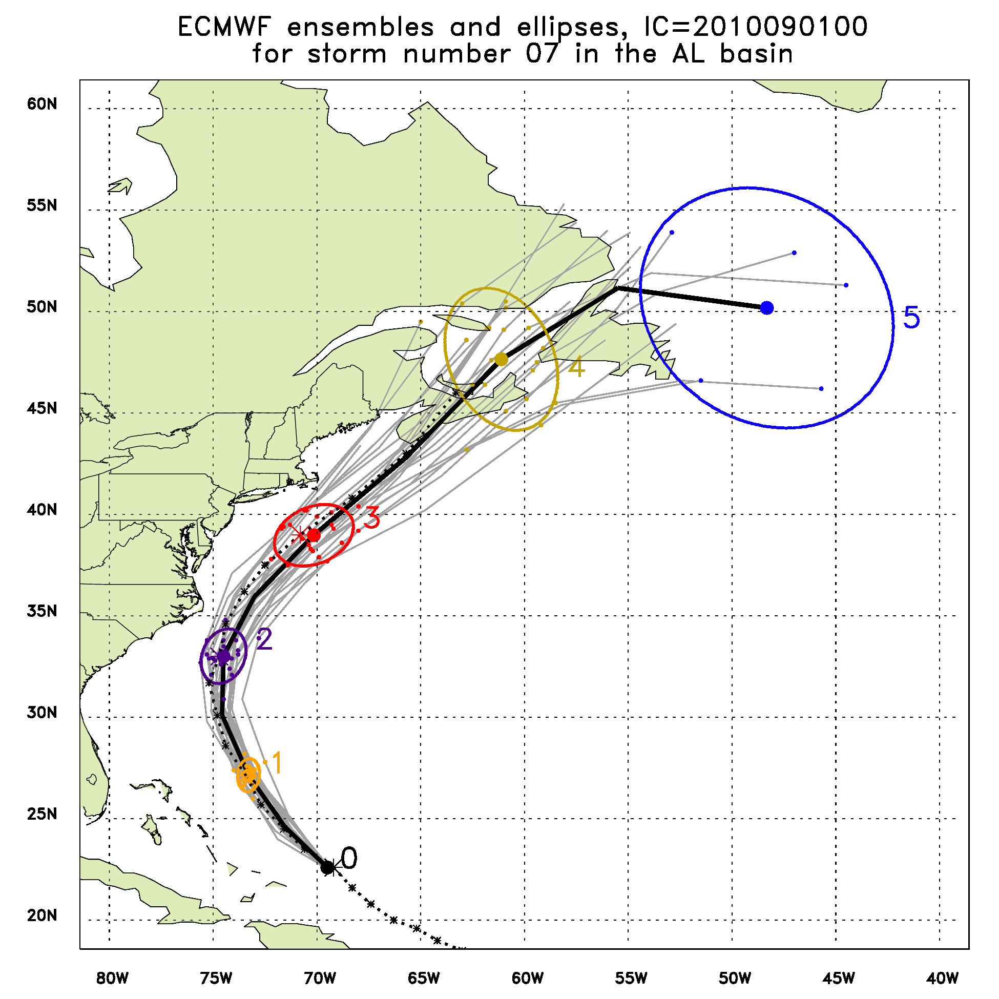 ECMWF ensembles and ellipses, IC=2010090100
for storm number 07 in the AL basin
60N
55N
50N
5
4
45N
40N
3
35N
2
30N
1
25N
0
20N
80W 75W 70W 65W 60W 55W 50W 45W 40W